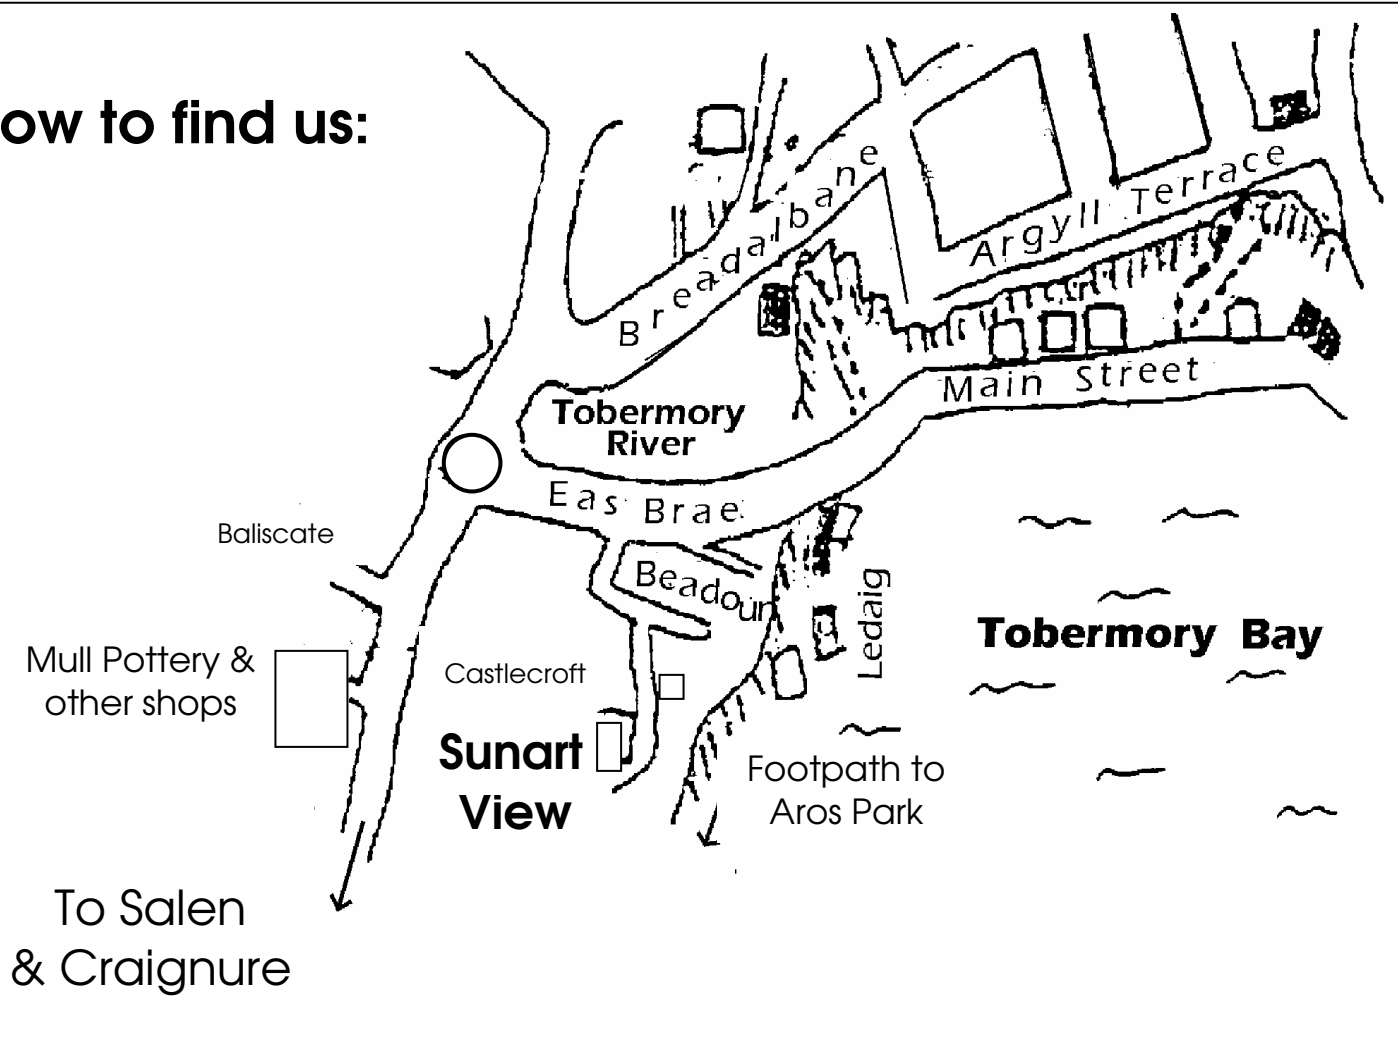 ow to find us:
Breadalbane
Argyll Terrace
Main Street
Tobermory
River
Eas Brae
Baliscate
Beadoun
Ledaig
Tobermory Bay
Mull Pottery &
other shops
Castlecroft
Sunart
View
Footpath to
Aros Park
To Salen
& Craignure